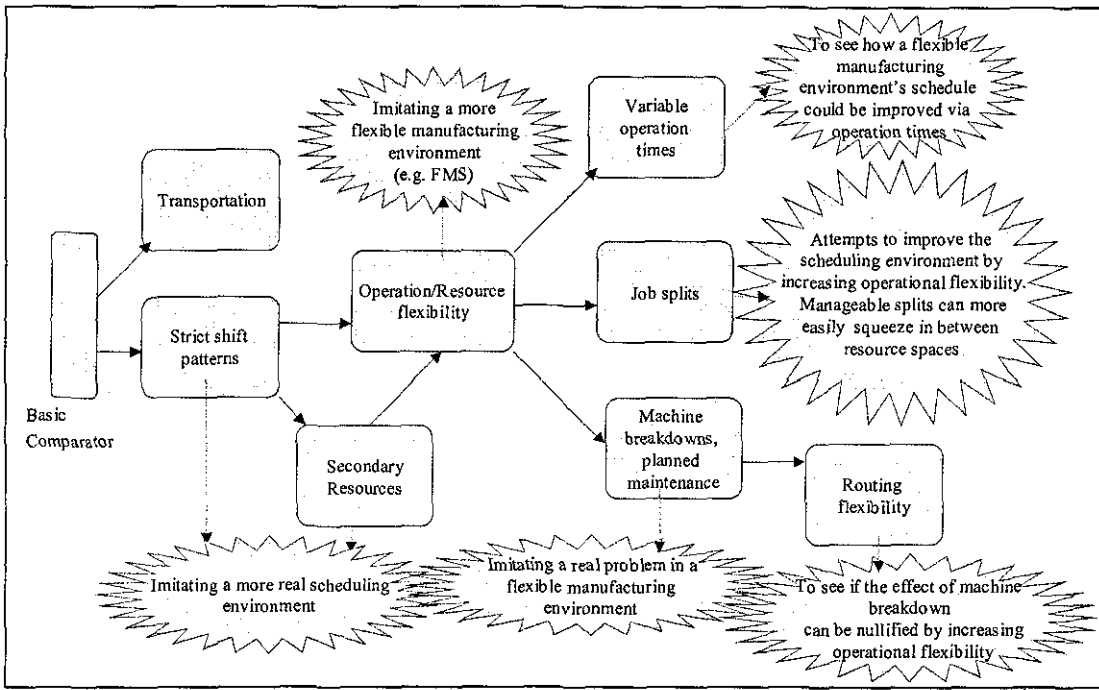 To see how a flexible
manufacturing
environment's schedule
could be improved via
operation times
Imitating a more
flexible manufacturing
environment
(e.g. FMS)
Variable
operation
times
Transportation
Attempts to improve the
scheduling environment by
increasing operational flexibility.
Manageable splits can more
easily squeeze in between
resource spaces
Operation/Resource
flexibility
Job splits
Strict shift
patterns
Basic
Comparator
Machine
breakdowns,
planned
maintenance
Secondary
Resources
Routing
flexibility
Imitating a more real scheduling
environment
Imitating a real problem in a
flexible manufacturing
environment
To see if the effect of machine
breakdown
can be nullified by increasing
operational flexibility